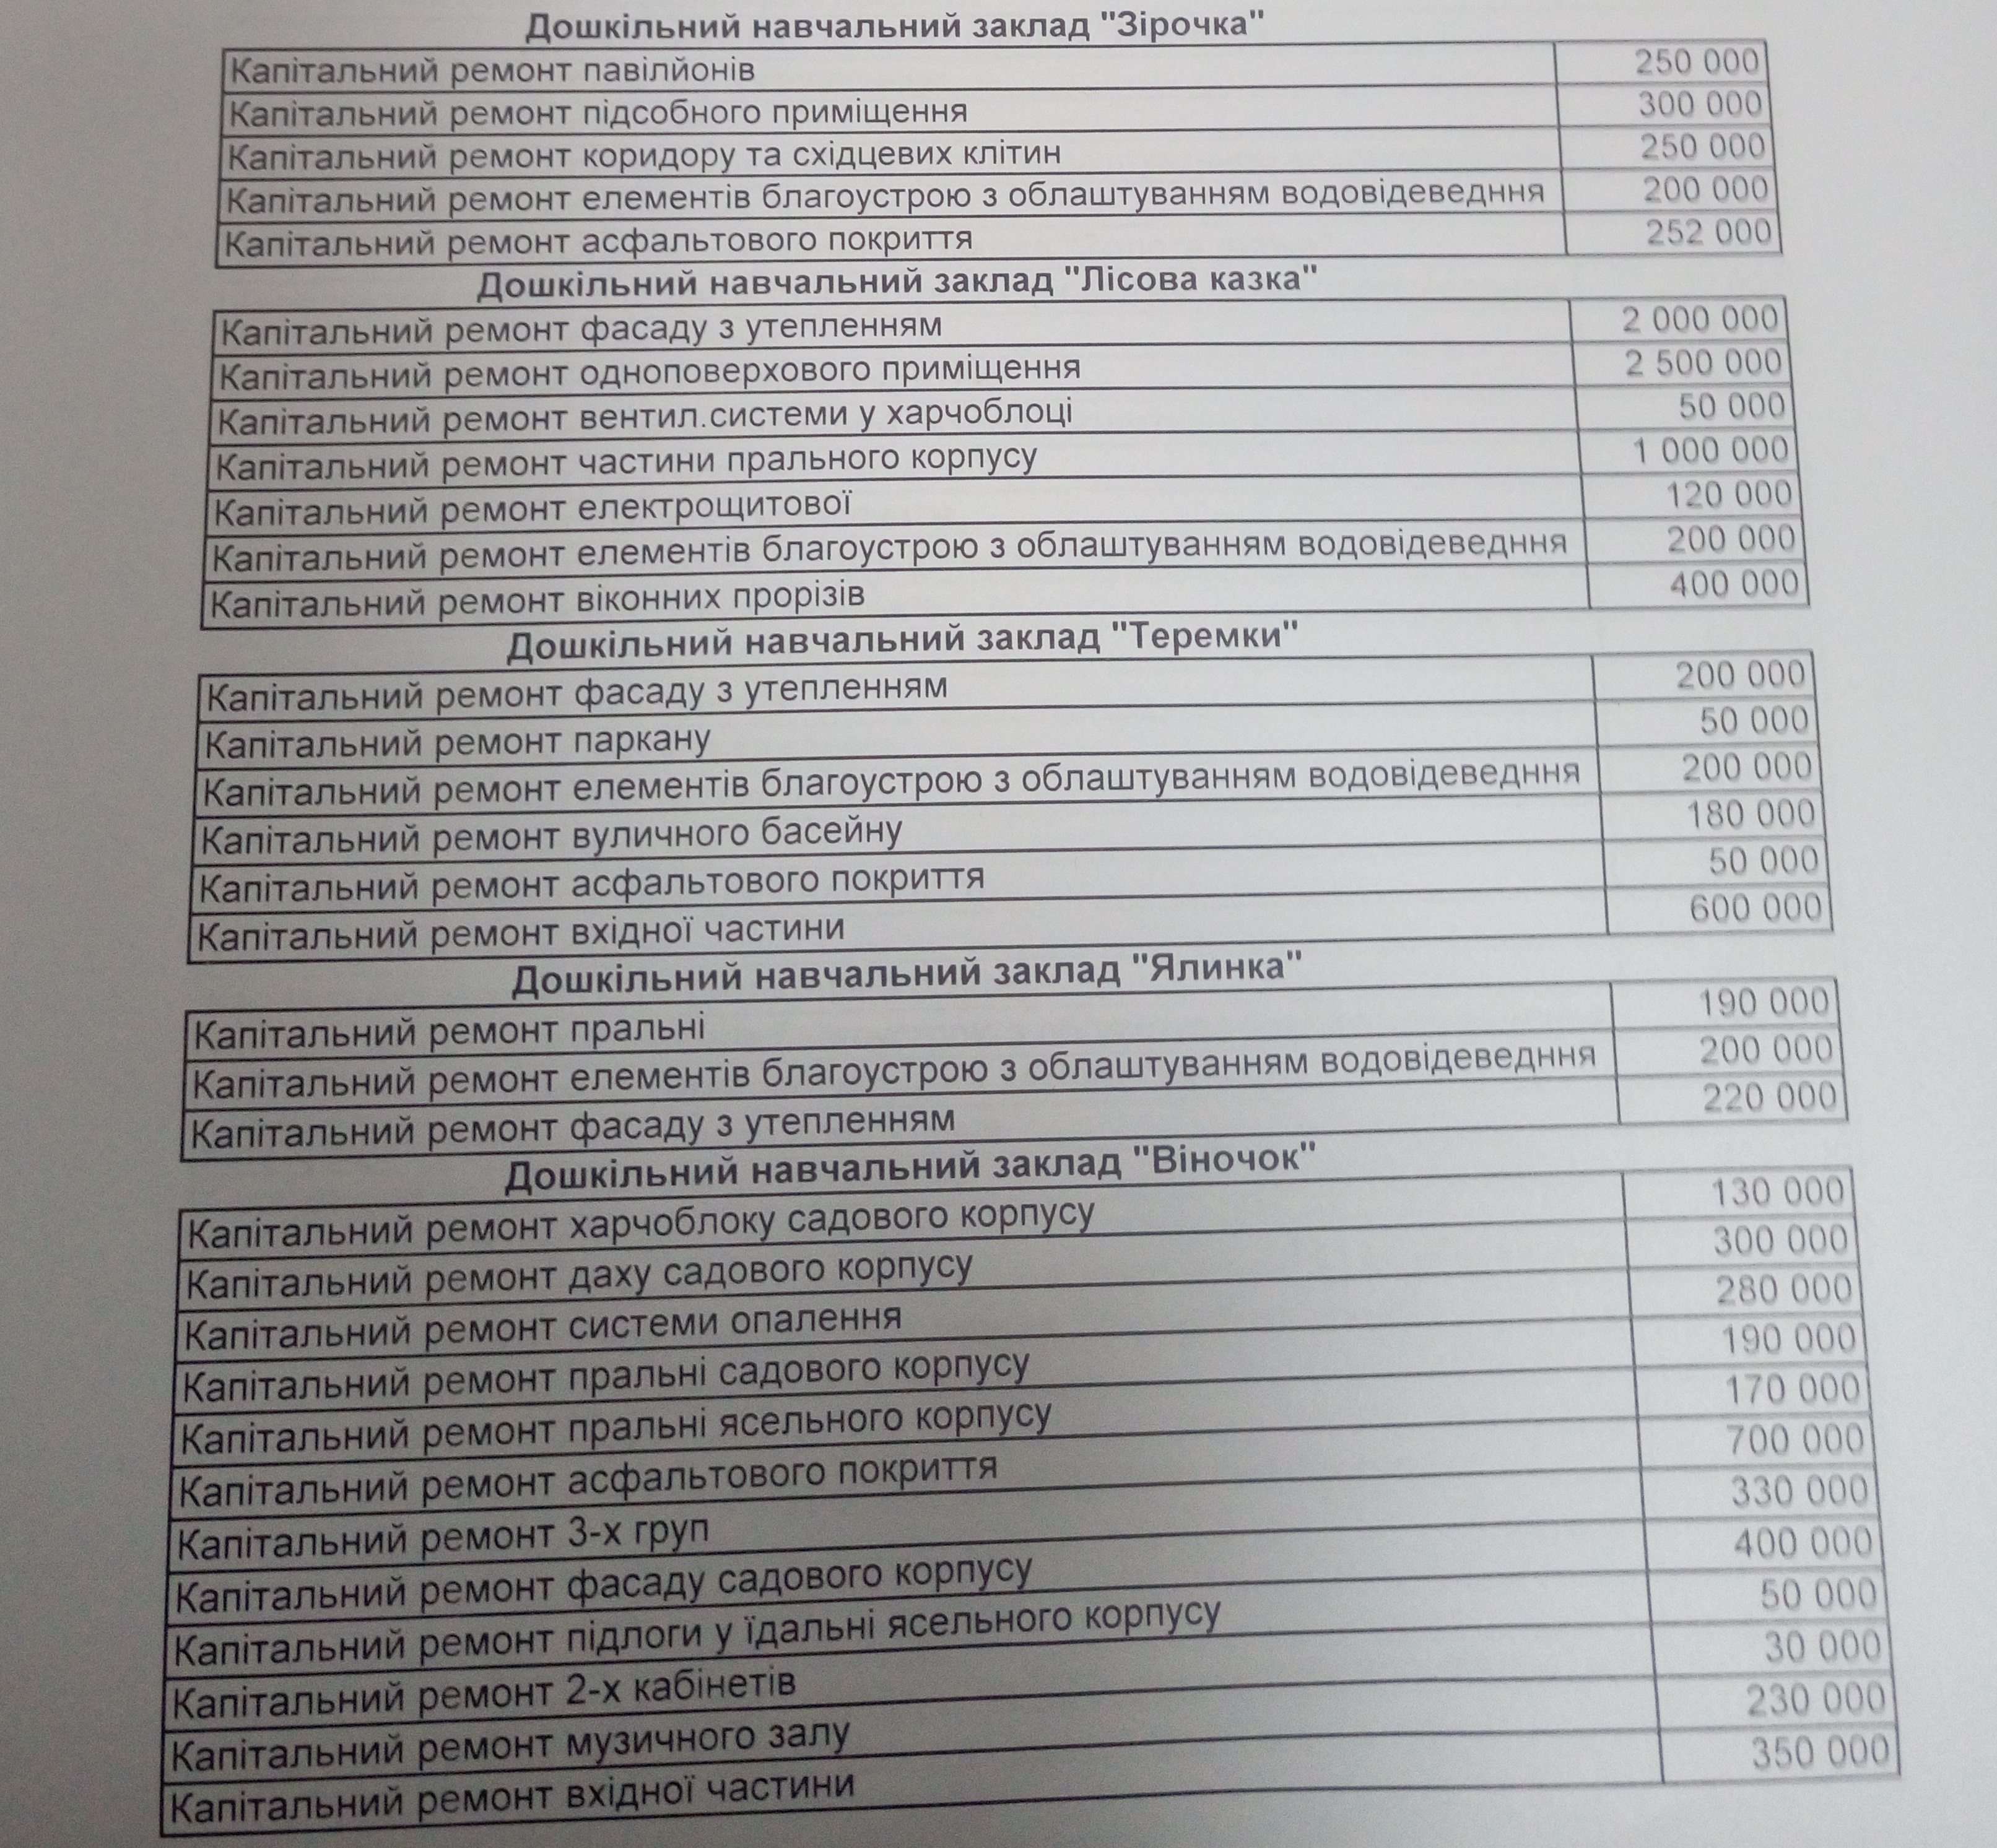 Дошкільний навчальний заклад "Зірочка"
Капітальний ремонт павілйонів 250 000
Капітальний ремонт підсобного приміщення 300 000
Капітальний ремонт коридору та східцевих клітин 250 000
Капітальний ремонт елементів благоустрою з облаштуванням водовідеведння 200 000
Капітальний ремонт асфальтового покриття 252 000
Дошкільний навчальний заклад "Лісова казка"
Капітальний ремонт фасаду з утепленням 2 000 000
Капітальний ремонт одноповерхового приміщення 2 500 000
Капітальний ремонт вентил.системи у харчоблоці 50 000
Капітальний ремонт частини прального корпусу 1 000 000
Капітальний ремонт електрощитової 120 000
Капітальний ремонт елементів благоустрою з облаштуванням водовідеведння 200 000
Капітальний ремонт віконних прорізів 400 000
Дошкільний навчальний заклад "Теремки"
Капітальний ремонт фасаду з утепленням 200 000
Капітальний ремонт паркану 50 000
Капітальний ремонт елементів благоустрою з облаштуванням водовідеведння 200 000
Капітальний ремонт вуличного басейну 180 000
Капітальний ремонт асфальтового покриття 50 000
Капітальний ремонт вхідної частини 600 000
Дошкільний навчальний заклад "Ялинка"
Капітальний ремонт пральні 190 000
Капітальний ремонт елементів благоустрою з облаштуванням водовідеведння 200 000
Капітальний ремонт фасаду з утепленням 220 000
Дошкільний навчальний заклад "Віночок"
Капітальний ремонт харчоблоку садового корпусу 130 000
Капітальний ремонт даху садового корпусу 300 000
Капітальний ремонт системи опалення 280 000
Капітальний ремонт пральні садового корпусу 190 000
Капітальний ремонт пральні ясельного корпусу 170 000
Капітальний ремонт асфальтового покриття 700 000
Капітальний ремонт 3-х груп 330 000
Капітальний ремонт фасаду садового корпусу 400 000
Капітальний ремонт підлоги у їдальні ясельного корпусу 50 000
Капітальний ремонт 2-х кабінетів 30 000
Капітальний ремонт музичного залу 230 000
Капітальний ремонт вхідної частини 350 000